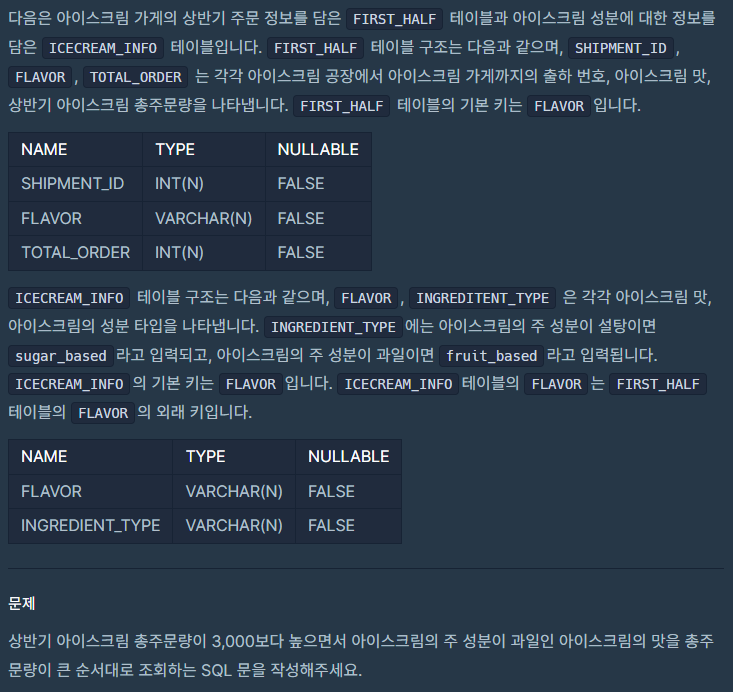 다음은 아이스크림 가게의 상반기 주문 정보를 담은 FIRST_HALF 테이블과 아이스크림 성분에 대한 정보를
담은 ICECREAM_INFO 테이블입니다. FIRST_HALF 테이블 구조는 다음과 같으며, SHIPMENT_ID ,
FLAVOR , TOTAL_ORDER 는 각각 아이스크림 공장에서 아이스크림 가게까지의 출하 번호, 아이스크림 맛,
상반기 아이스크림 총주문량을 나타냅니다. FIRST_HALF 테이블의 기본 키는 FLAVOR 입니다.
NAME TYPE NULLABLE
SHIPMENT_ID INT(N) FALSE
FLAVOR VARCHAR(N) FALSE
TOTAL_ORDER INT(N) FALSE
ICECREAM_INFO 테이블 구조는 다음과 같으며, FLAVOR , INGREDITENT_TYPE 은 각각 아이스크림 맛,
아이스크림의 성분 타입을 나타냅니다. INGREDIENT_TYPE 에는 아이스크림의 주 성분이 설탕이면
sugar_based 라고 입력되고, 아이스크림의 주 성분이 과일이면 fruit_based 라고 입력됩니다.
ICECREAM_INFO 의 기본 키는 FLAVOR 입니다. ICECREAM_INFO 테이블의 FLAVOR 는 FIRST_HALF
테이블의 FLAVOR 의 외래 키입니다.
NAME TYPE NULLABLE
FLAVOR VARCHAR(N) FALSE
INGREDIENT_TYPE VARCHAR(N) FALSE
문제
상반기 아이스크림 총주문량이 3,000보다 높으면서 아이스크림의 주 성분이 과일인 아이스크림의 맛을 총주
문량이 큰 순서대로 조회하는 SQL 문을 작성해주세요.